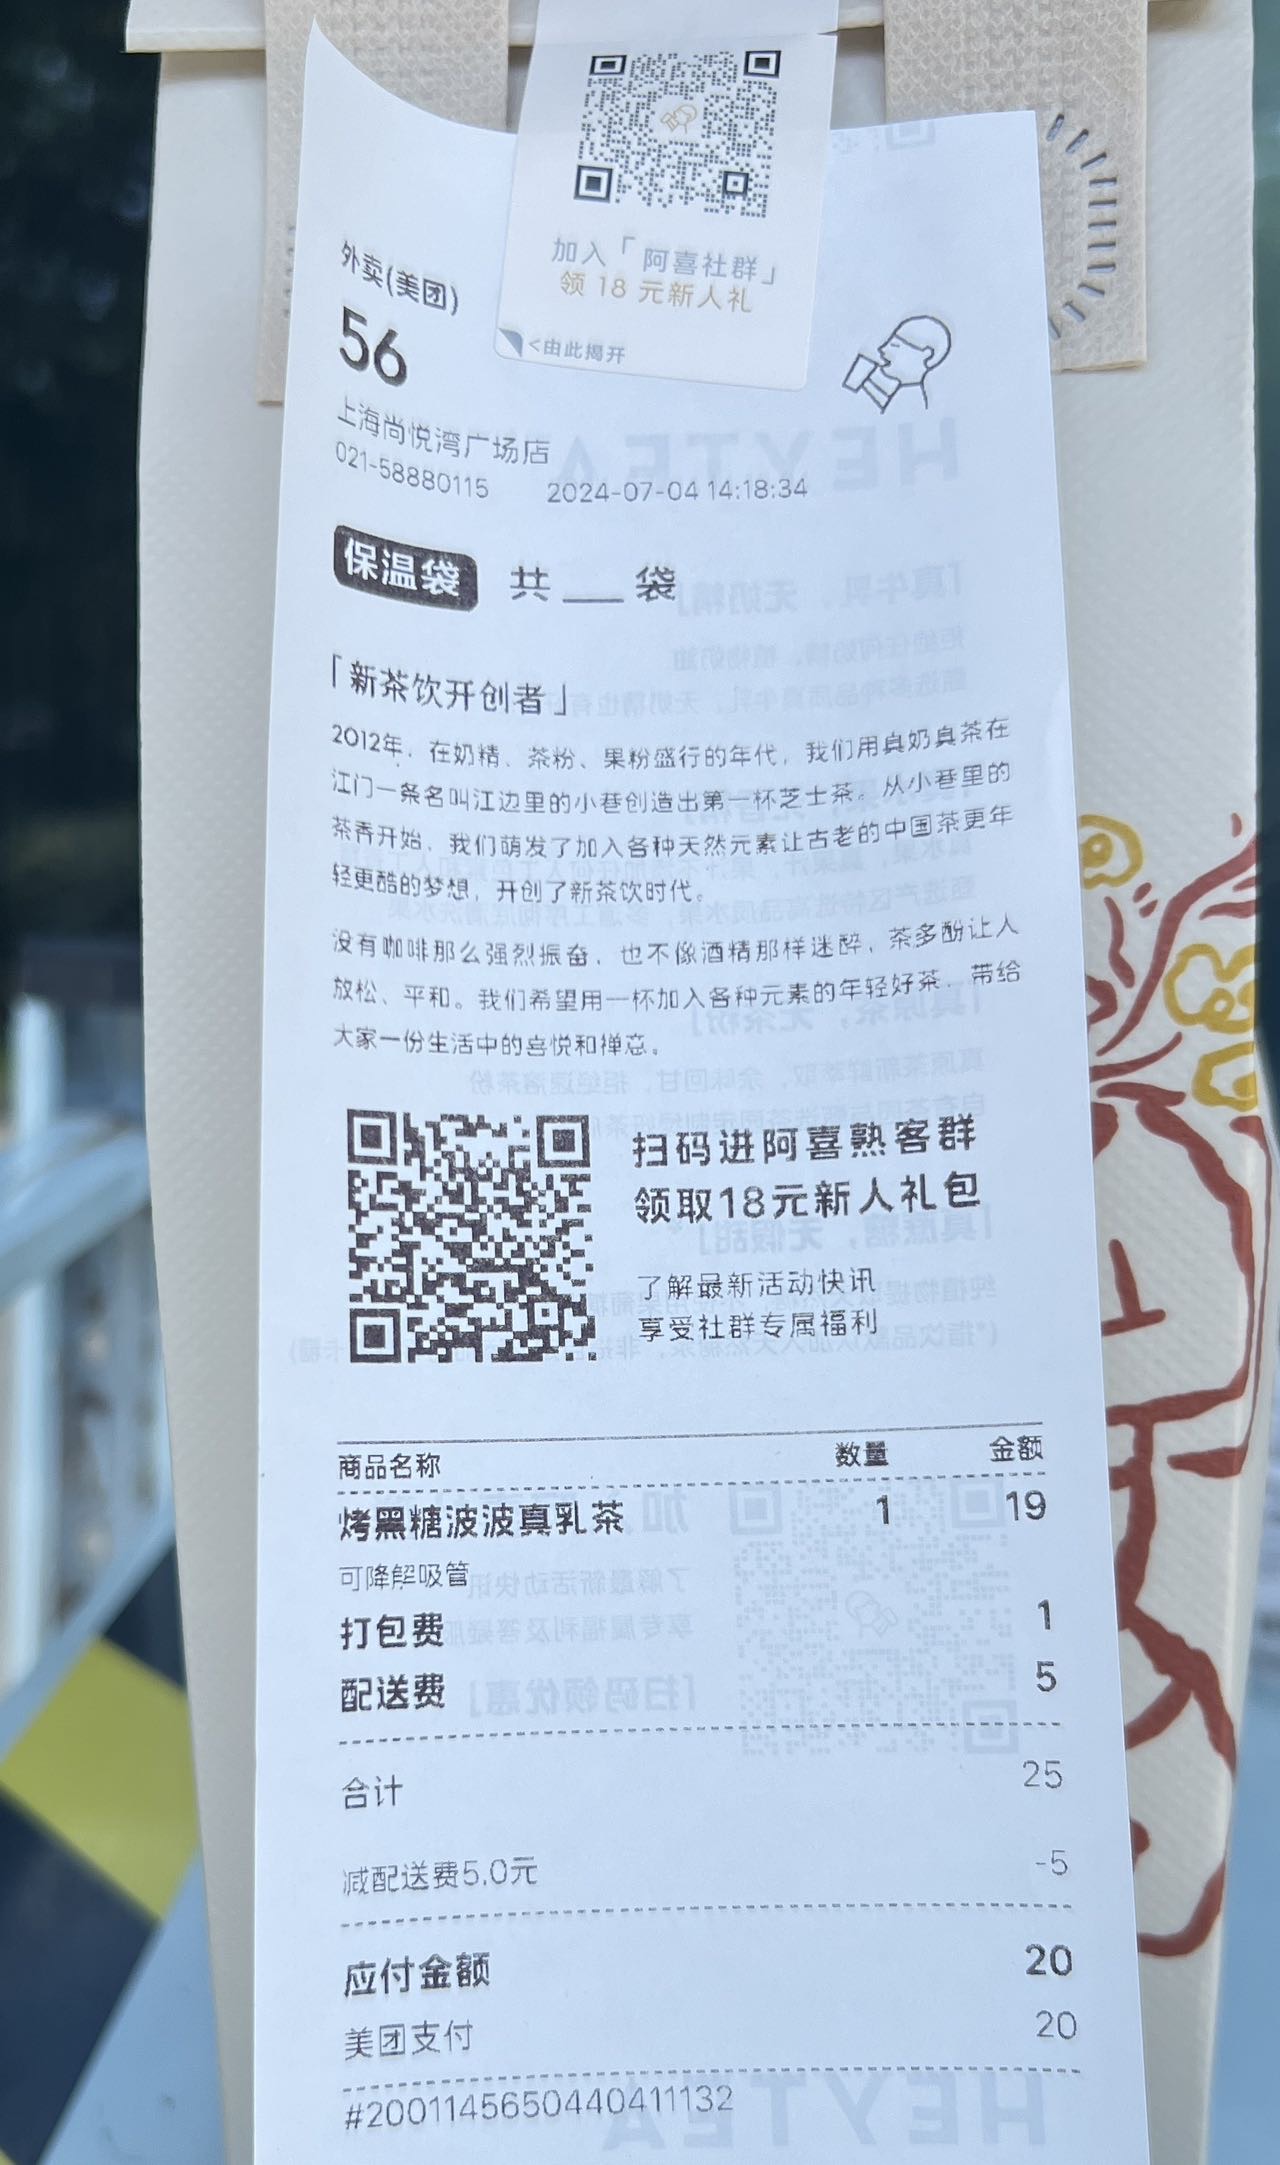 加入「阿喜社群」
领 18 元新人礼
<由此揭开
外卖(美团)
56
上海尚悦湾广场店
021-58880115 2024-07-04 14:18:34
保温袋 共___袋
「新茶饮开创者」
2012年，在奶精、茶粉、果粉盛行的年代，我们用真奶真茶在
江门一条名叫江边里的小巷创造出第一杯芝士茶。从小巷里的
茶香开始，我们萌发了加入各种天然元素让古老的中国茶更年
轻更酷的梦想，开创了新茶饮时代。
没有咖啡那么强烈振奋，也不像酒精那样迷醉，茶多酚让人
放松、平和。我们希望用一杯加入各种元素的年轻好茶，带给
大家一份生活中的喜悦和禅意。
扫码进阿喜熟客群
领取18元新人礼包
了解最新活动快讯
享受社群专属福利
商品名称 数量 金额
烤黑糖波波真乳茶 1 19
可降解吸管
打包费 1
配送费 5
合计 25
减配送费5.0元 -5
应付金额 20
美团支付 20
#2001145650440411132
HEYTEA